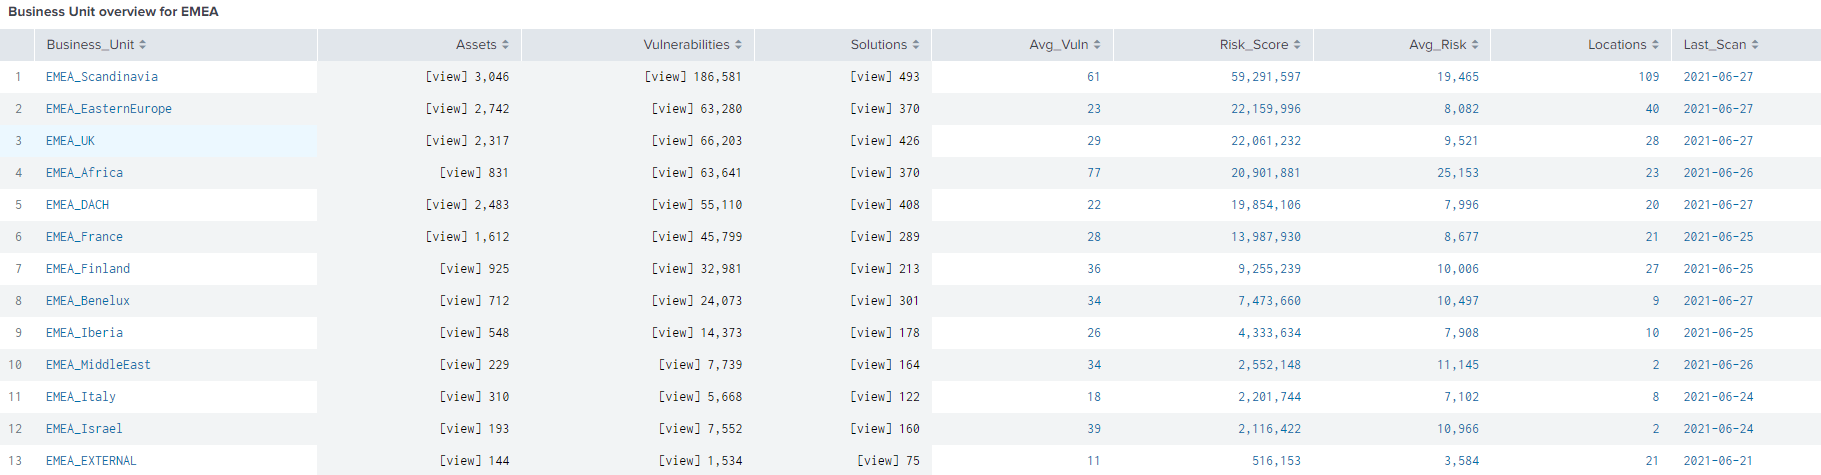 Business Unit overview for EMEA
Business_Unit Assets Vulnerabilities Solutions Avg_Vuln Risk_Score Avg_Risk Locations Last_Scan
1 EMEA_Scandinavia [view] 3,046 [view] 186,581 [view] 493 61 59,291,597 19,465 109 2021-06-27
2 EMEA_EasternEurope [view] 2,742 [view] 63,280 [view] 370 23 22,159,996 8,082 40 2021-06-27
3 EMEA_UK [view] 2,317 [view] 66,203 [view] 426 29 22,061,232 9,521 28 2021-06-27
4 EMEA_Africa [view] 831 [view] 63,641 [view] 370 77 20,901,881 25,153 23 2021-06-26
5 EMEA_DACH [view] 2,483 [view] 55,110 [view] 408 22 19,854,106 7,996 20 2021-06-27
6 EMEA_France [view] 1,612 [view] 45,799 [view] 289 28 13,987,930 8,677 21 2021-06-25
7 EMEA_Finland [view] 925 [view] 32,981 [view] 213 36 9,255,239 10,006 27 2021-06-25
8 EMEA_Benelux [view] 712 [view] 24,073 [view] 301 34 7,473,660 10,497 9 2021-06-27
9 EMEA_Iberia [view] 548 [view] 14,373 [view] 178 26 4,333,634 7,908 10 2021-06-25
10 EMEA_MiddleEast [view] 229 [view] 7,739 [view] 164 34 2,552,148 11,145 2 2021-06-26
11 EMEA_Italy [view] 310 [view] 5,668 [view] 122 18 2,201,744 7,102 8 2021-06-24
12 EMEA_Israel [view] 193 [view] 7,552 [view] 160 39 2,116,422 10,966 2 2021-06-24
13 EMEA_EXTERNAL [view] 144 [view] 1,534 [view] 75 11 516,153 3,584 21 2021-06-21